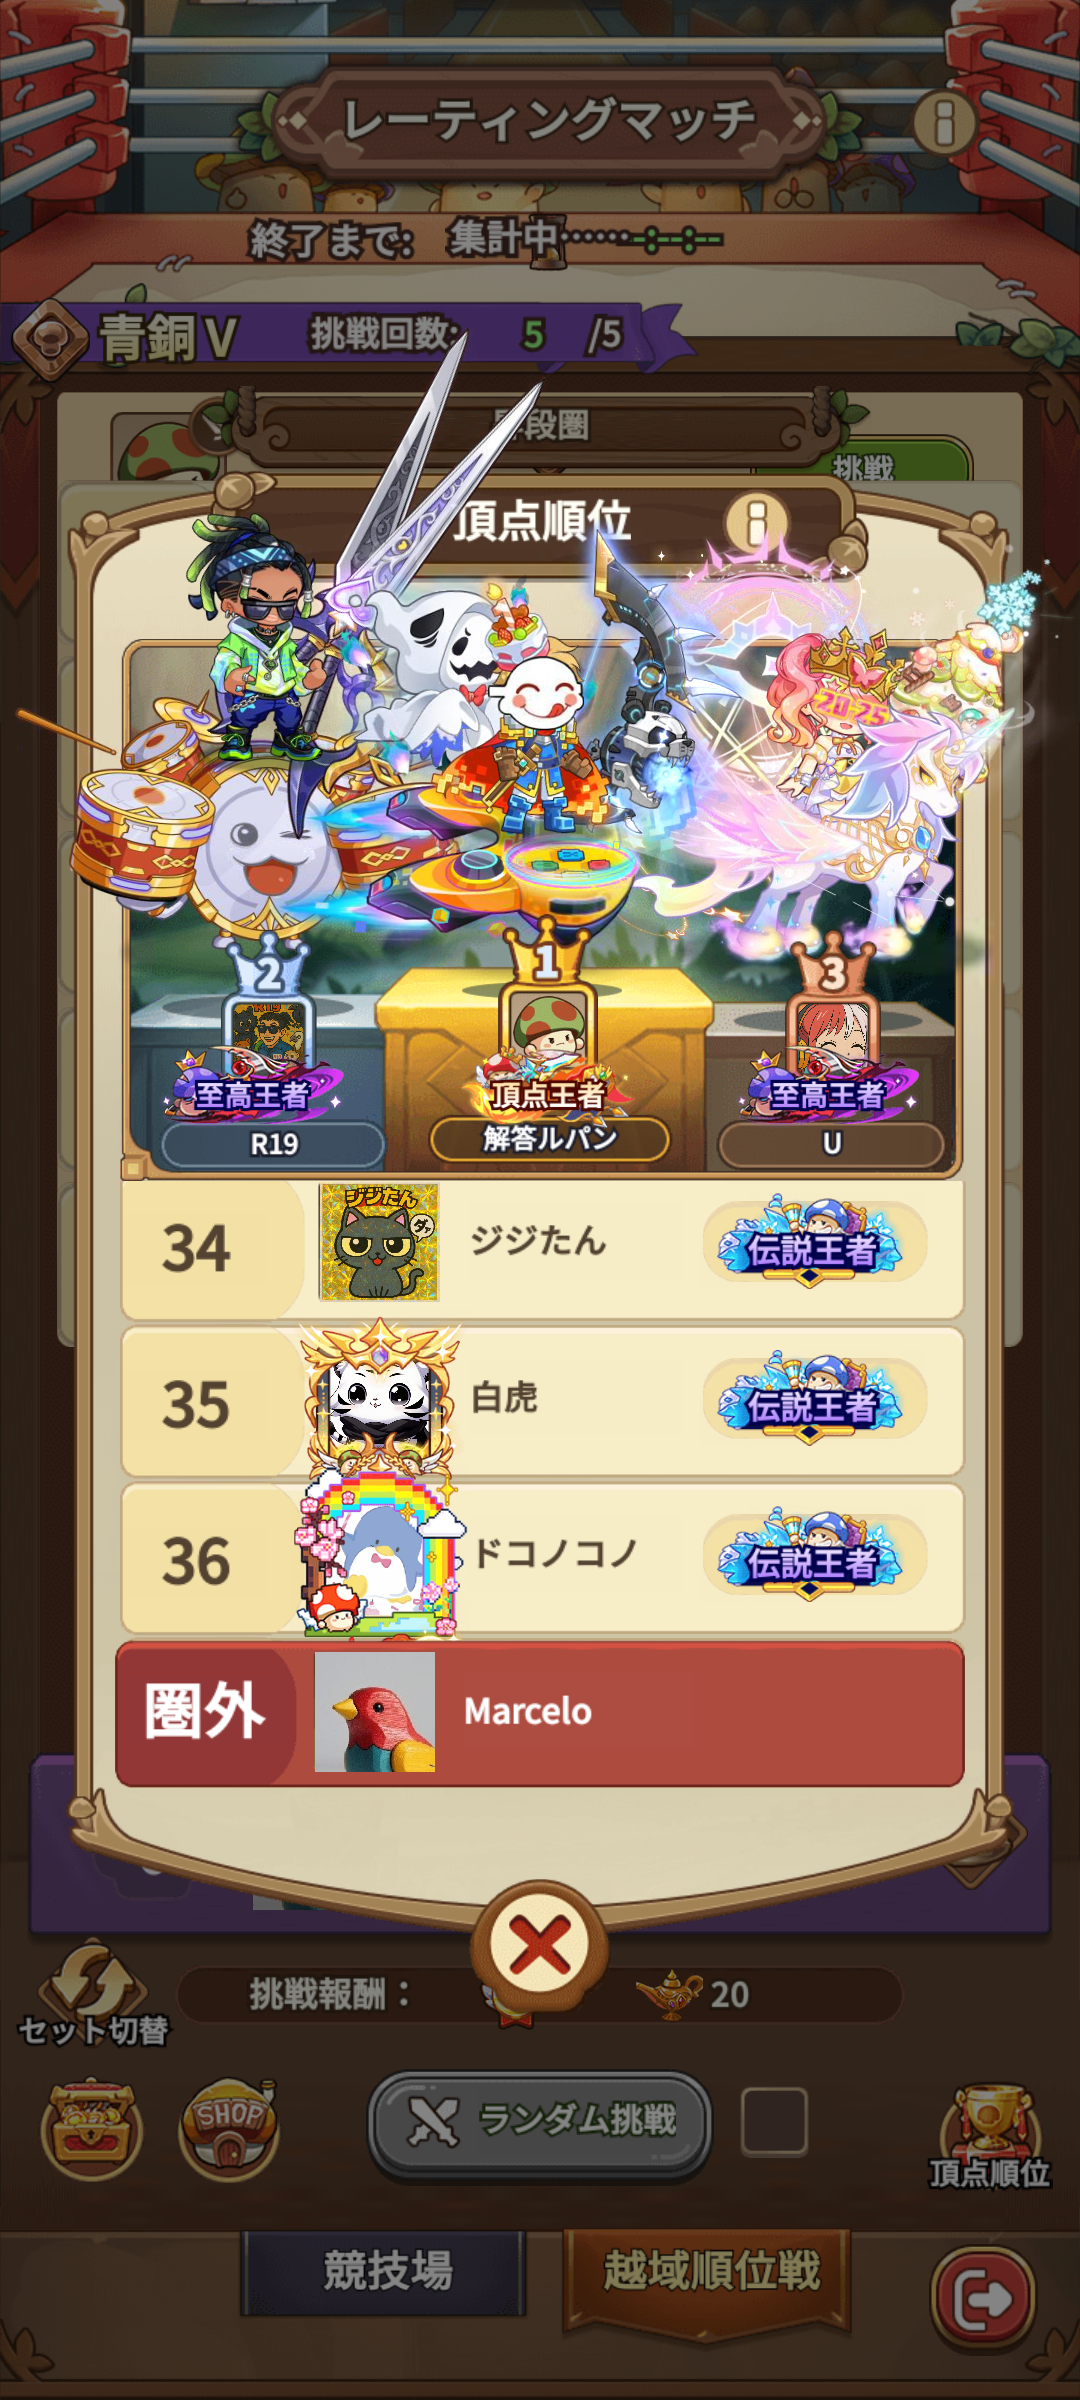 レーティングマッチ
終了まで: 集計中……--:--:--
青銅V 挑戦回数: 5 /5
昇段圏
挑戦
頂点順位
20-25
2
1
3
R19
至高王者
頂点王者
至高王者
R19
解答ルパン
U
34 ジジたん ダァ ジジたん 伝説王者
35 白虎 伝説王者
36 ドコノコノ 伝説王者
圏外 Marcelo
挑戦報酬： 20
セット切替
SHOP
ランダム挑戦
頂点順位
競技場
越域順位戦